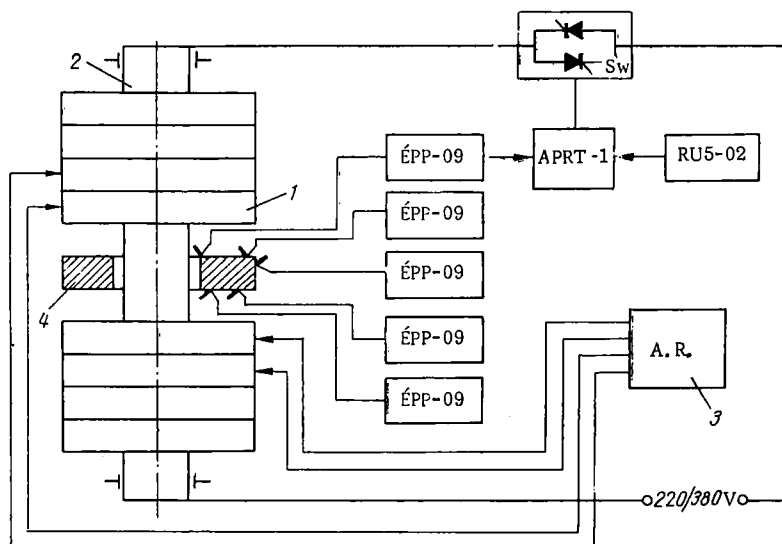 2
Sw
ÉPP-09
APRT-1
RU5-02
1
ÉPP-09
ÉPP-09
4
ÉPP-09
A.R.
ÉPP-09
3
220/380V